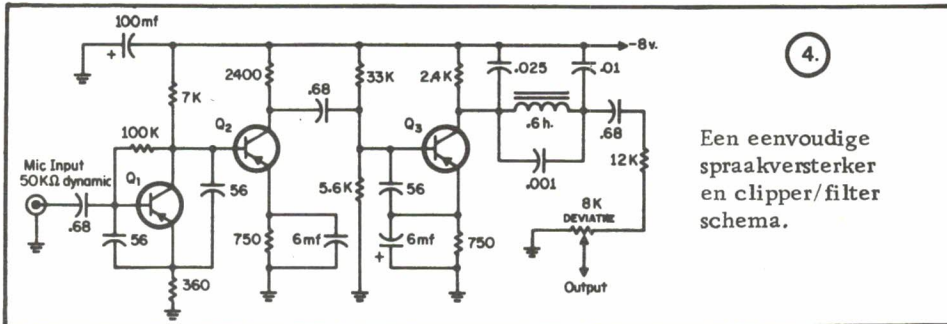 100mf
+
-8v.
4.
7K
2400
.68
33K
2.4K
.025
.01
.6h.
.001
.68
12K
100K
Q1
Q2
Q3
Mic Input
50KΩ dynamic
.68
56
56
360
750
6mf
5.6K
56
6mf
+
750
8K
DEVIATIE
Output
Een eenvoudige
spraakversterker
en clipper/filter
schema.